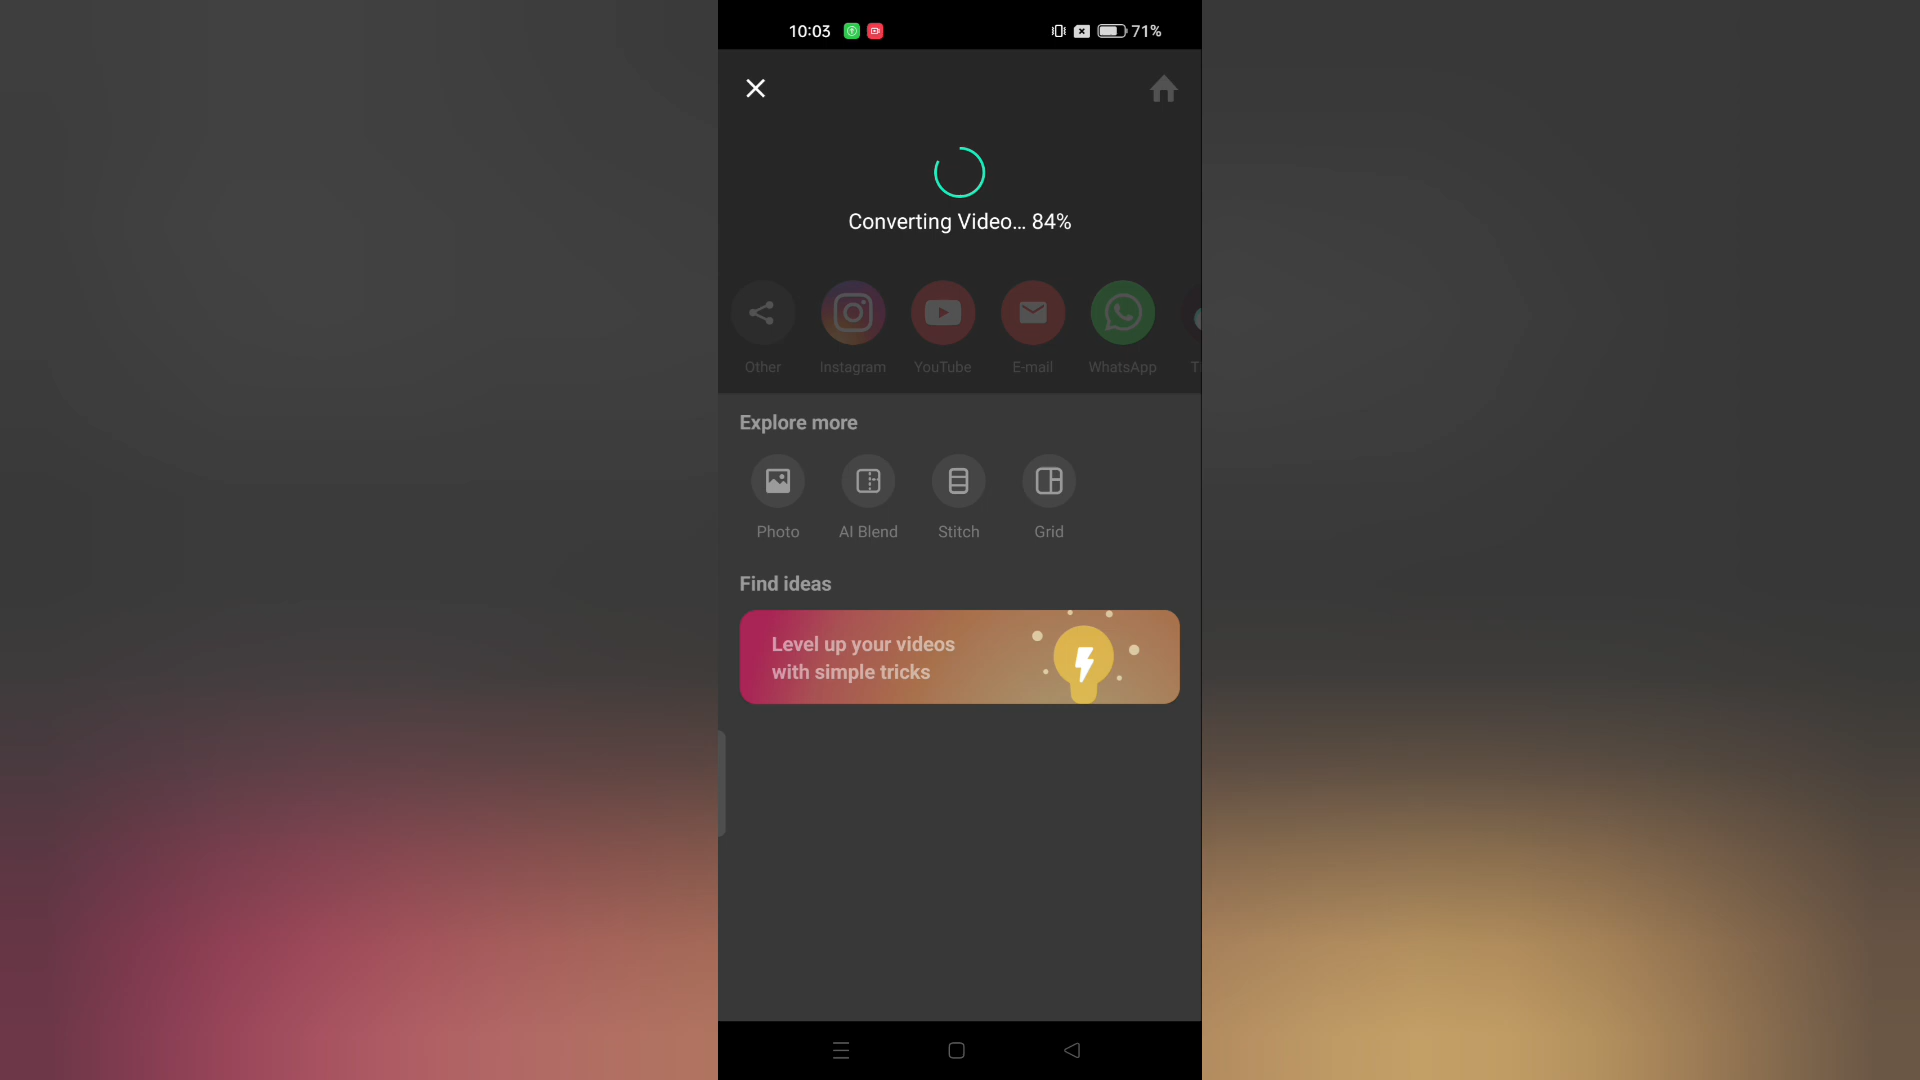 10:03
71%
Converting Video... 84%
Other Instagram YouTube E-mail WhatsApp
Explore more
Photo AI Blend Stitch Grid
Find ideas
Level up your videos
with simple tricks